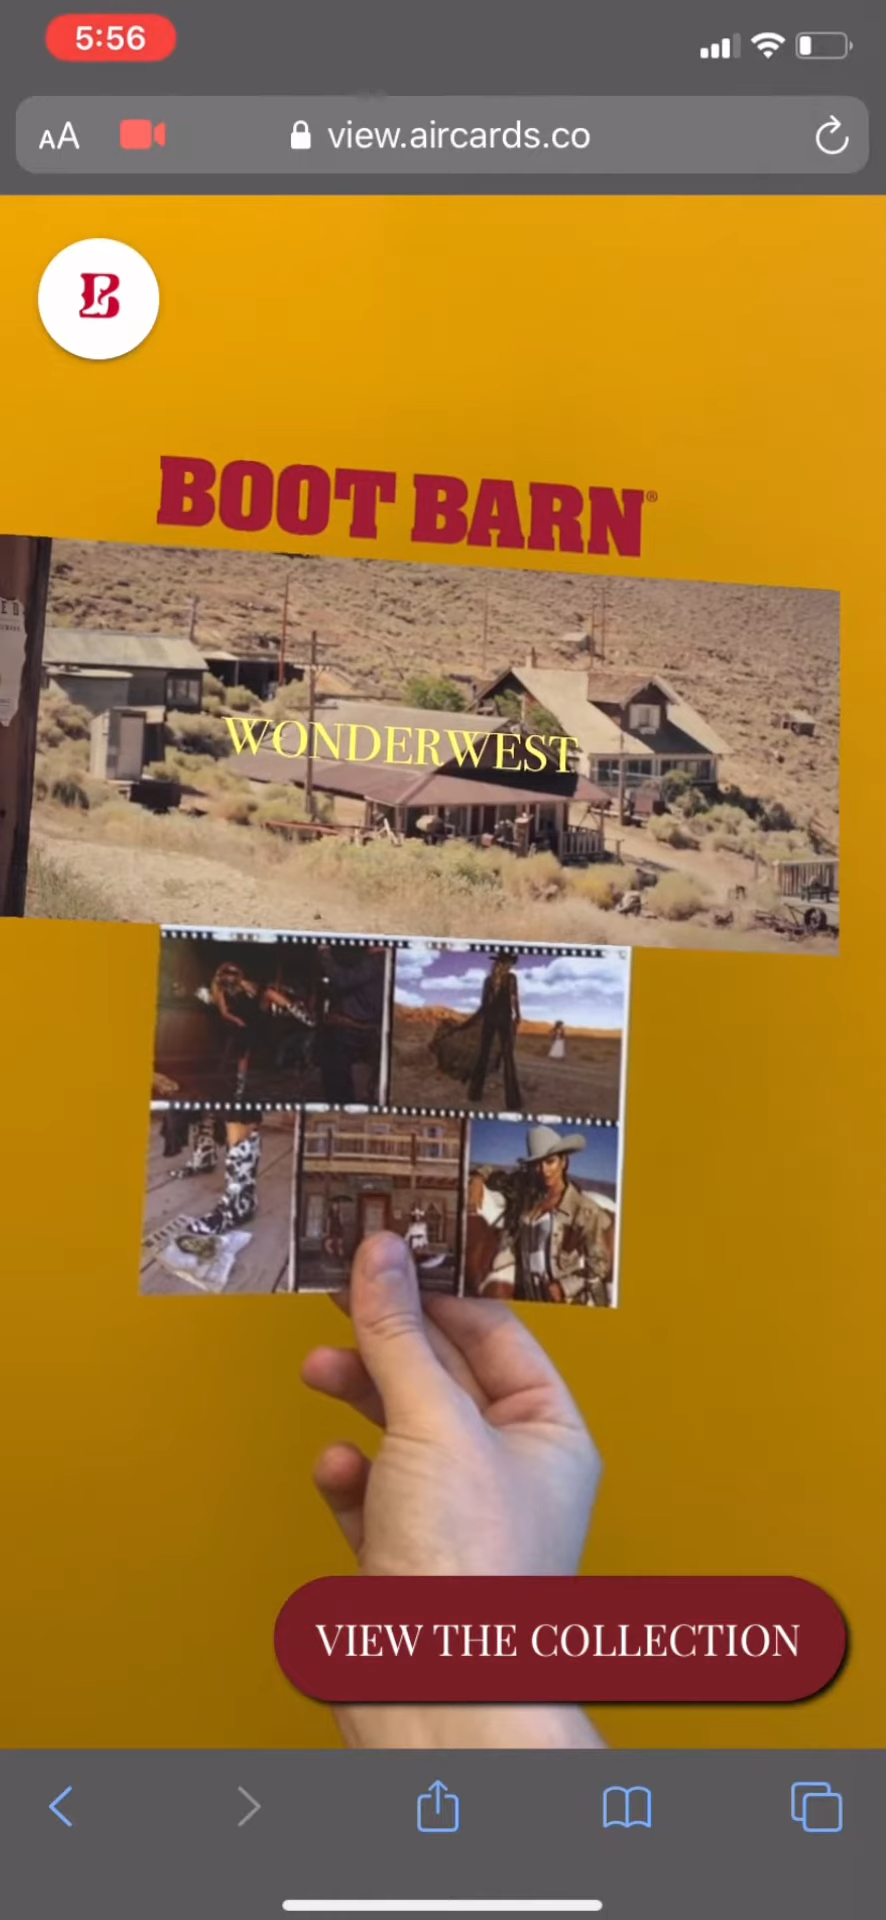 5:56
AA
view.aircards.co
B
BOOT BARN®
WONDERWEST
VIEW THE COLLECTION